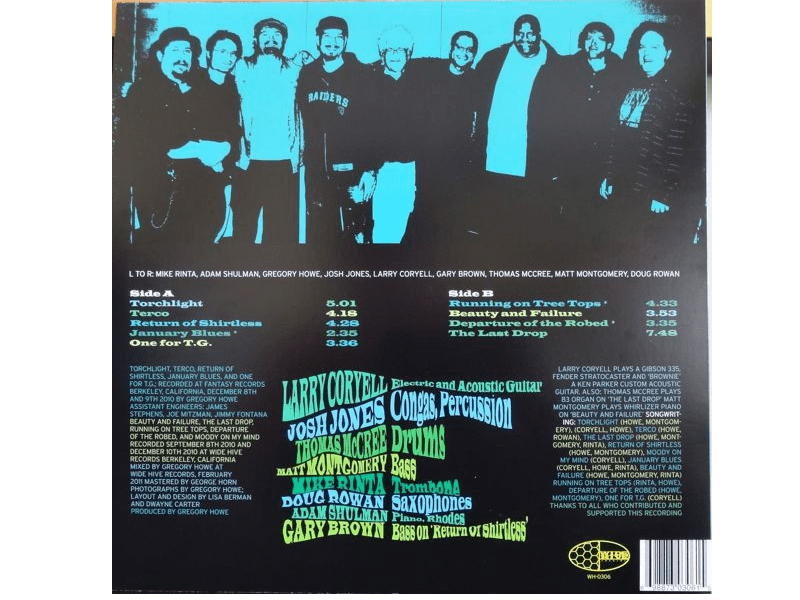 RAIDERS
L TO R: MIKE RINTA, ADAM SHULMAN, GREGORY HOWE, JOSH JONES, LARRY CORYELL, GARY BROWN, THOMAS MCCREE, MATT MONTGOMERY, DOUG ROWAN
Side A
Torchlight 5.01
Terco 4.18
Return of Shirtless 4.28
January Blues * 2.35
One for T.G. 3.36
Side B
Running on Tree Tops * 4.33
Beauty and Failure 3.53
Departure of the Robed * 3.35
The Last Drop 7.48
TORCHLIGHT, TERCO, RETURN OF
SHIRTLESS, JANUARY BLUES, AND ONE
FOR T.G; RECORDED AT FANTASY RECORDS
BERKELEY, CALIFORNIA, DECEMBER 8TH
AND 9TH 2010 BY GREGORY HOWE
ASSISTANT ENGINEERS: JAMES
STEPHENS, JOE MITZMAN, JIMMY FONTANA
BEAUTY AND FAILURE, THE LAST DROP,
RUNNING ON TREE TOPS, DEPARTURE
OF THE ROBED, AND MOODY ON MY MIND
RECORDED SEPTEMBER 8TH 2010 AND
DECEMBER 10TH 2010 AT WIDE HIVE
RECORDS BERKELEY, CALIFORNIA
MIXED BY GREGORY HOWE AT
WIDE HIVE RECORDS, FEBRUARY
2011 MASTERED BY GEORGE HORN
PHOTOGRAPHS BY GREGORY HOWE;
LAYOUT AND DESIGN BY LISA BERMAN
AND DWAYNE CARTER
PRODUCED BY GREGORY HOWE
LARRY CORYELL Electric and Acoustic Guitar
JOSH JONES Congas, Percussion
THOMAS McCREE Drums
MATT MONTGOMERY Bass
MIKE RINTA Trombone
DOUG ROWAN Saxophones
ADAM SHULMAN Piano, Rhodes
GARY BROWN Bass on 'Return Of Shirtless'
LARRY CORYELL PLAYS A GIBSON 335,
FENDER STRATOCASTER AND 'BROWNIE'
A KEN PARKER CUSTOM ACOUSTIC
GUITAR. ALSO; THOMAS MCCREE PLAYS
B3 ORGAN ON 'THE LAST DROP' MATT
MONTGOMERY PLAYS WHIRLIZER PIANO
ON 'BEAUTY AND FAILURE' SONGWRIT-
ING: TORCHLIGHT (HOWE, MONTGOM-
ERY), (CORYELL, HOWE), TERCO (HOWE,
ROWAN), THE LAST DROP (HOWE, MONT-
GOMERY, RINTA), RETURN OF SHIRTLESS
(HOWE, MONTGOMERY), MOODY ON
MY MIND (CORYELL), JANUARY BLUES
(CORYELL, HOWE, RINTA), BEAUTY AND
FAILURE (HOWE, MONTGOMERY, RINTA)
RUNNING ON TREE TOPS (RINTA, HOWE),
DEPARTURE OF THE ROBED (HOWE,
MONTGOMERY), ONE FOR T.G. (CORYELL)
THANKS TO ALL WHO CONTRIBUTED AND
SUPPORTED THIS RECORDING
WH-0306